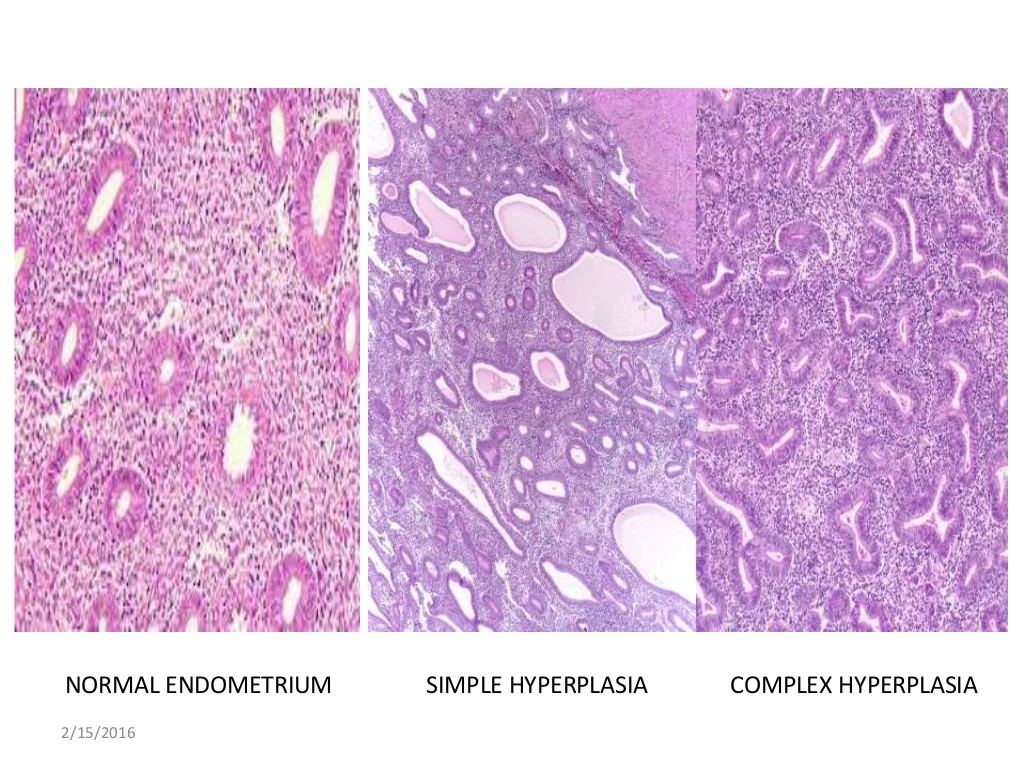 NORMAL ENDOMETRIUM
SIMPLE HYPERPLASIA
COMPLEX HYPERPLASIA
2/15/2016